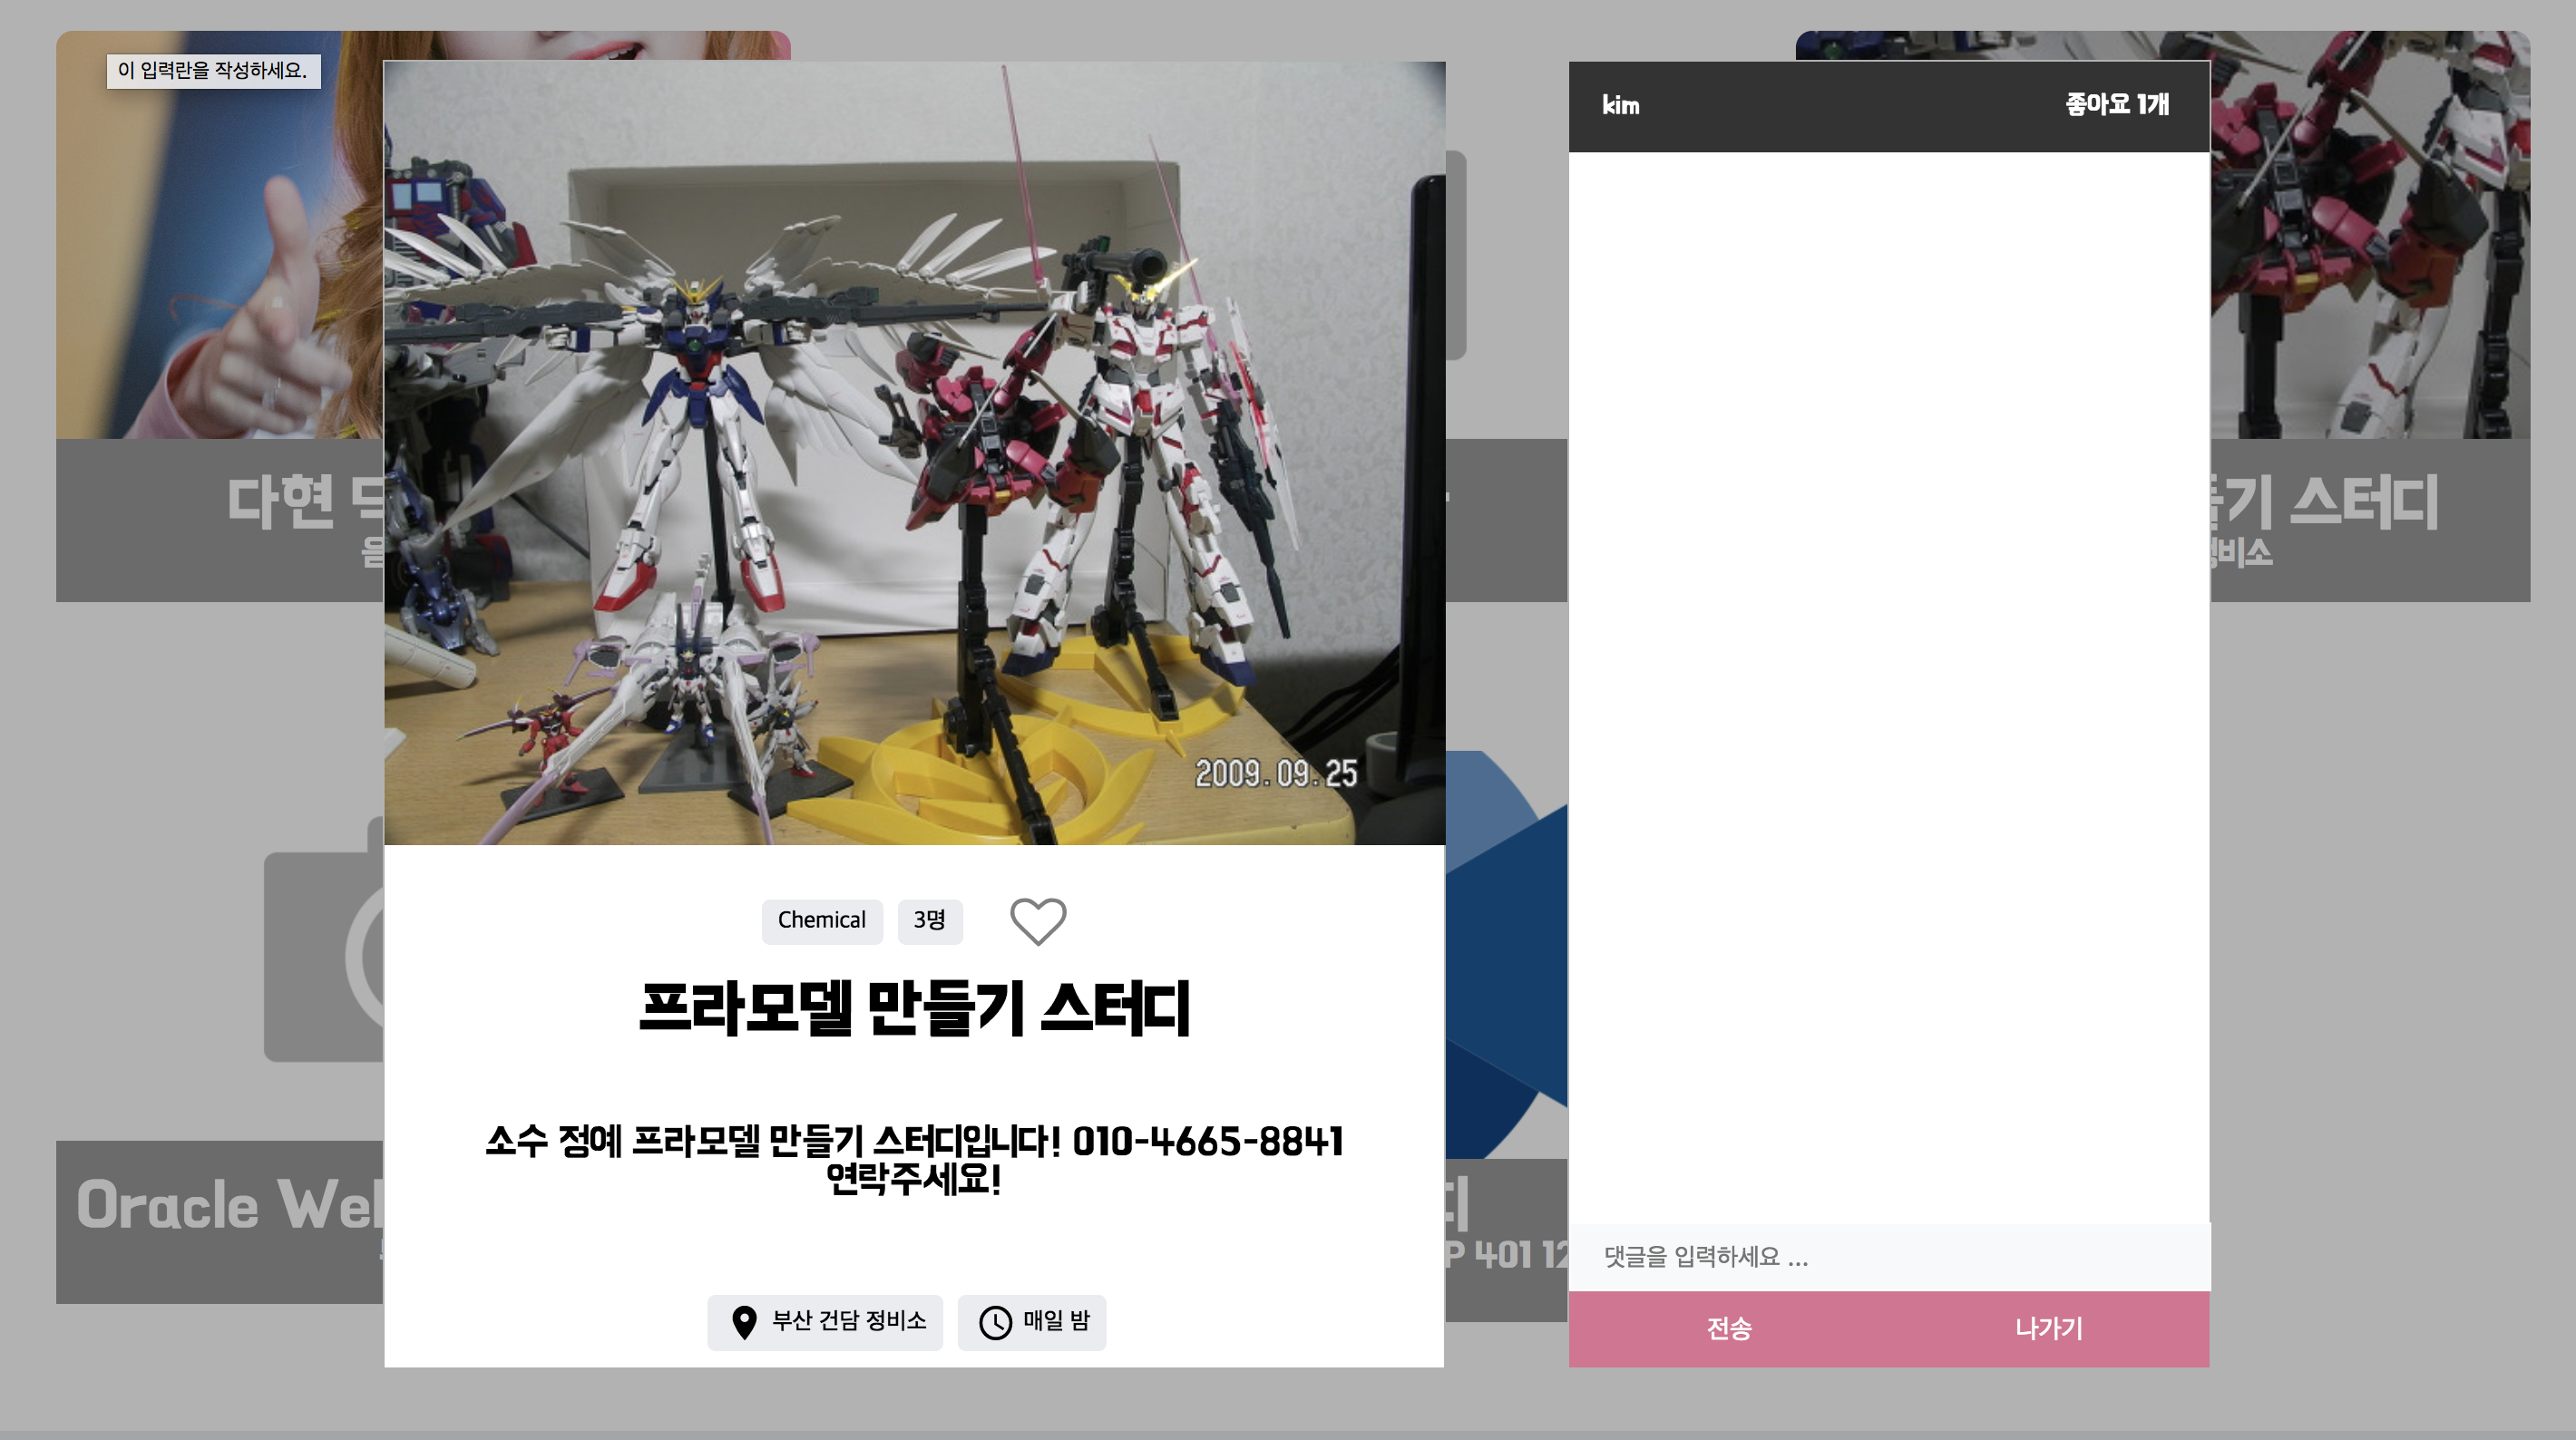 이 입력란을 작성하세요.
kim
좋아요 1개
2009.09.25
다현
기 스터디
정비소
Chemical
3명
프라모델 만들기 스터디
소수 정예 프라모델 만들기 스터디입니다! 010-4665-8841
연락주세요!
Oracle
디
P 401
댓글을 입력하세요 ...
부산 건담 정비소
매일 밤
전송
나가기